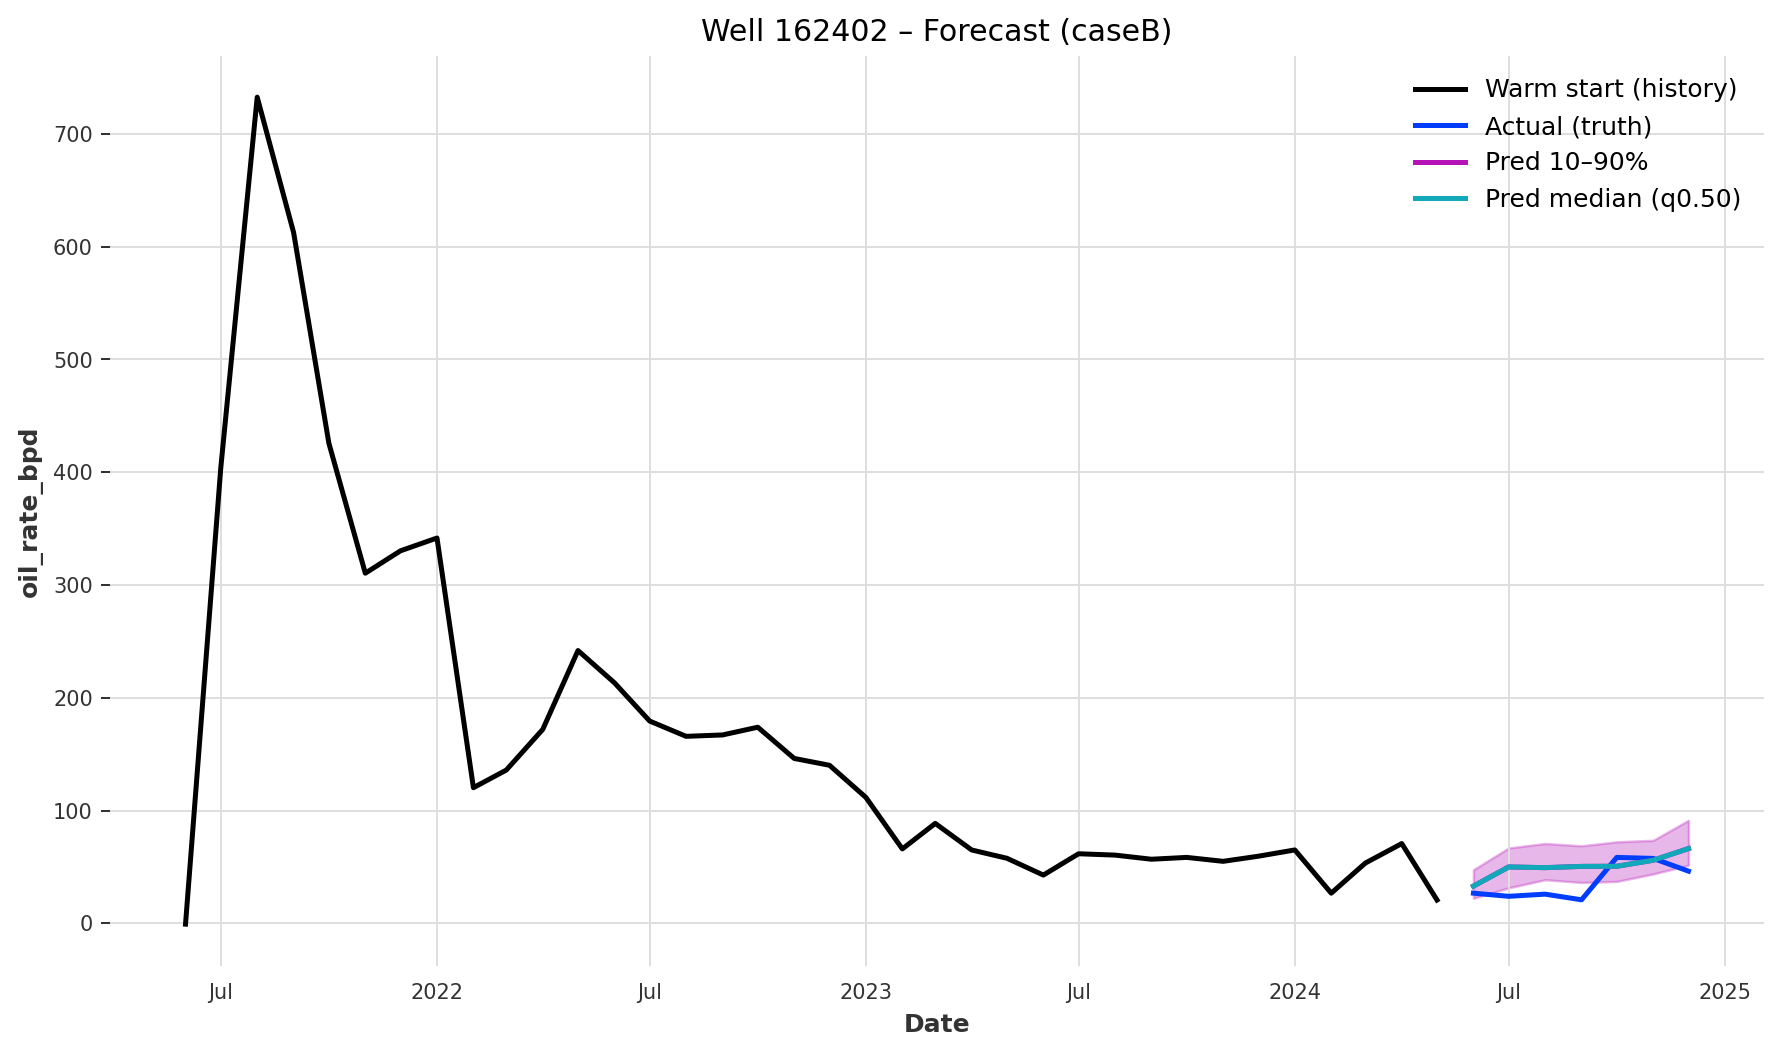 Well 162402 – Forecast (caseB)
Warm start (history)
Actual (truth)
Pred 10–90%
Pred median (q0.50)
oil_rate_bpd
700
600
500
400
300
200
100
0
Jul
2022
Jul
2023
Jul
2024
Jul
2025
Date